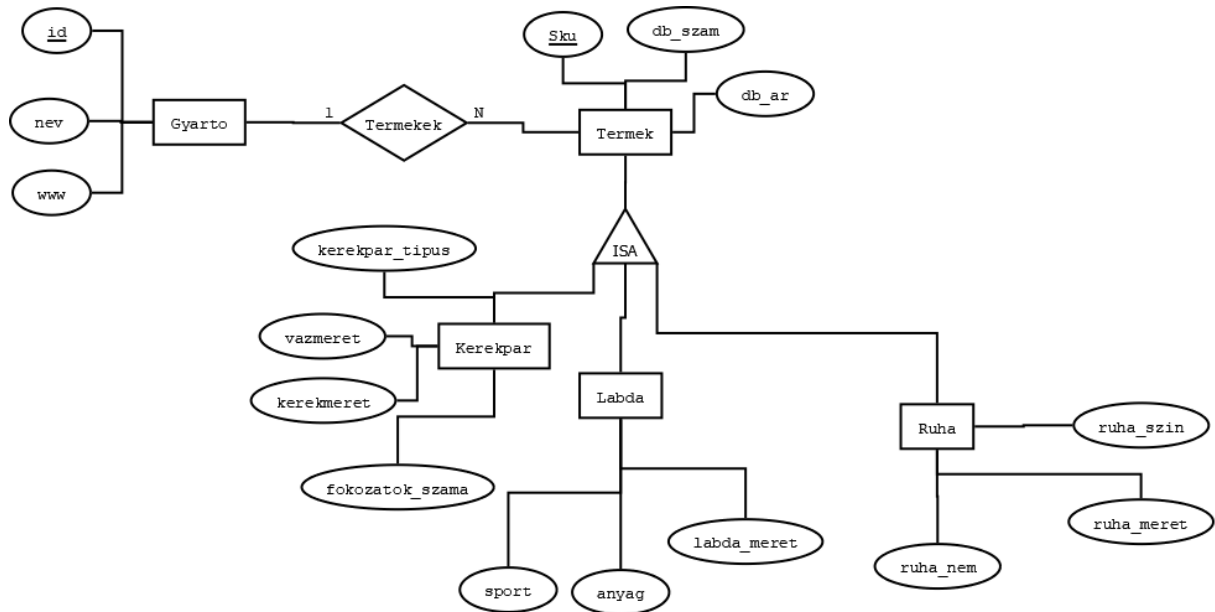 id
Sku
db_szam
db_ar
nev
Gyarto
1
Termekek
N
Termek
www
kerekpar_tipus
ISA
vazmeret
Kerekpar
kerekmeret
Labda
Ruha
ruha_szin
fokozatok_szama
labda_meret
ruha_meret
ruha_nem
sport
anyag